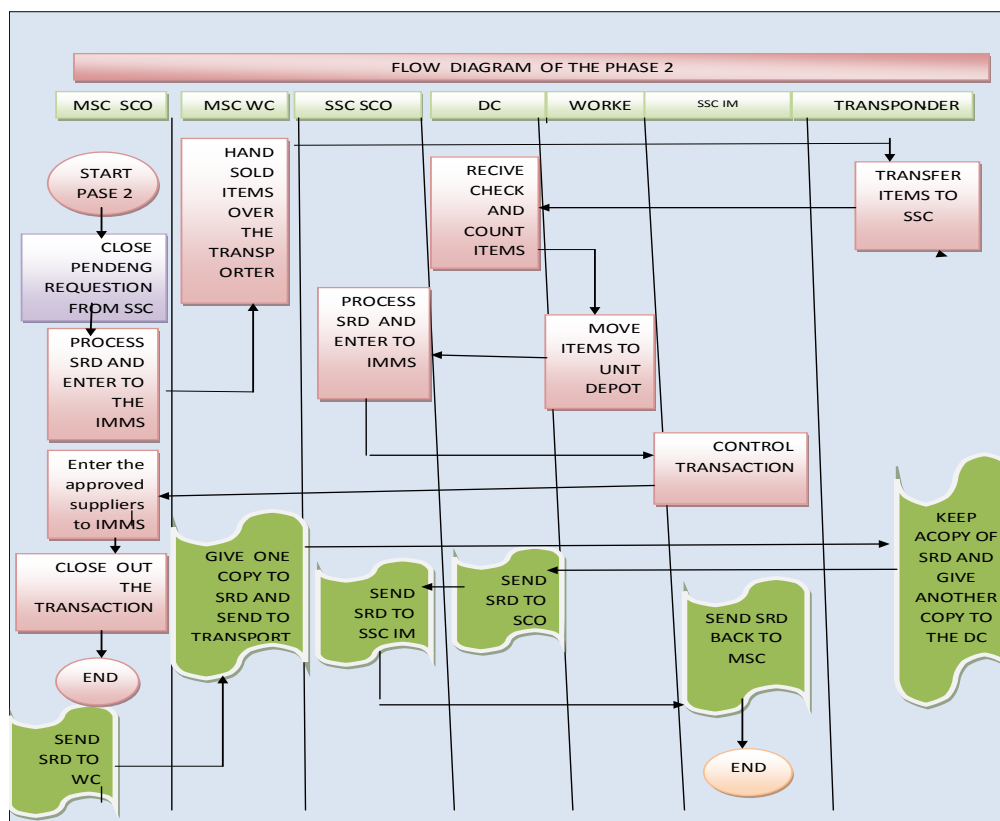 FLOW DIAGRAM OF THE PHASE 2
MSC SCO
MSC WC
SSC SCO
DC
WORKE
SSC IM
TRANSPONDER
START
PASE 2
CLOSE
PENDENG
REQUESTION
FROM SSC
PROCESS
SRD AND
ENTER TO
THE
IMMS
Enter the
approved
suppliers
to IMMS
CLOSE OUT
THE
TRANSACTION
END
SEND
SRD TO
WC
HAND
SOLD
ITEMS
OVER
THE
TRANSP
ORTER
GIVE ONE
COPY TO
SRD AND
SEND TO
TRANSPORT
PROCESS
SRD AND
ENTER TO
IMMS
SEND
SRD TO
SSC IM
RECIVE
CHECK
AND
COUNT
ITEMS
SEND
SRD TO
SCO
MOVE
ITEMS TO
UNIT
DEPOT
CONTROL
TRANSACTION
SEND SRD
BACK TO
MSC
END
TRANSFER
ITEMS TO
SSC
KEEP
ACOPY OF
SRD AND
GIVE
ANOTHER
COPY TO
THE DC